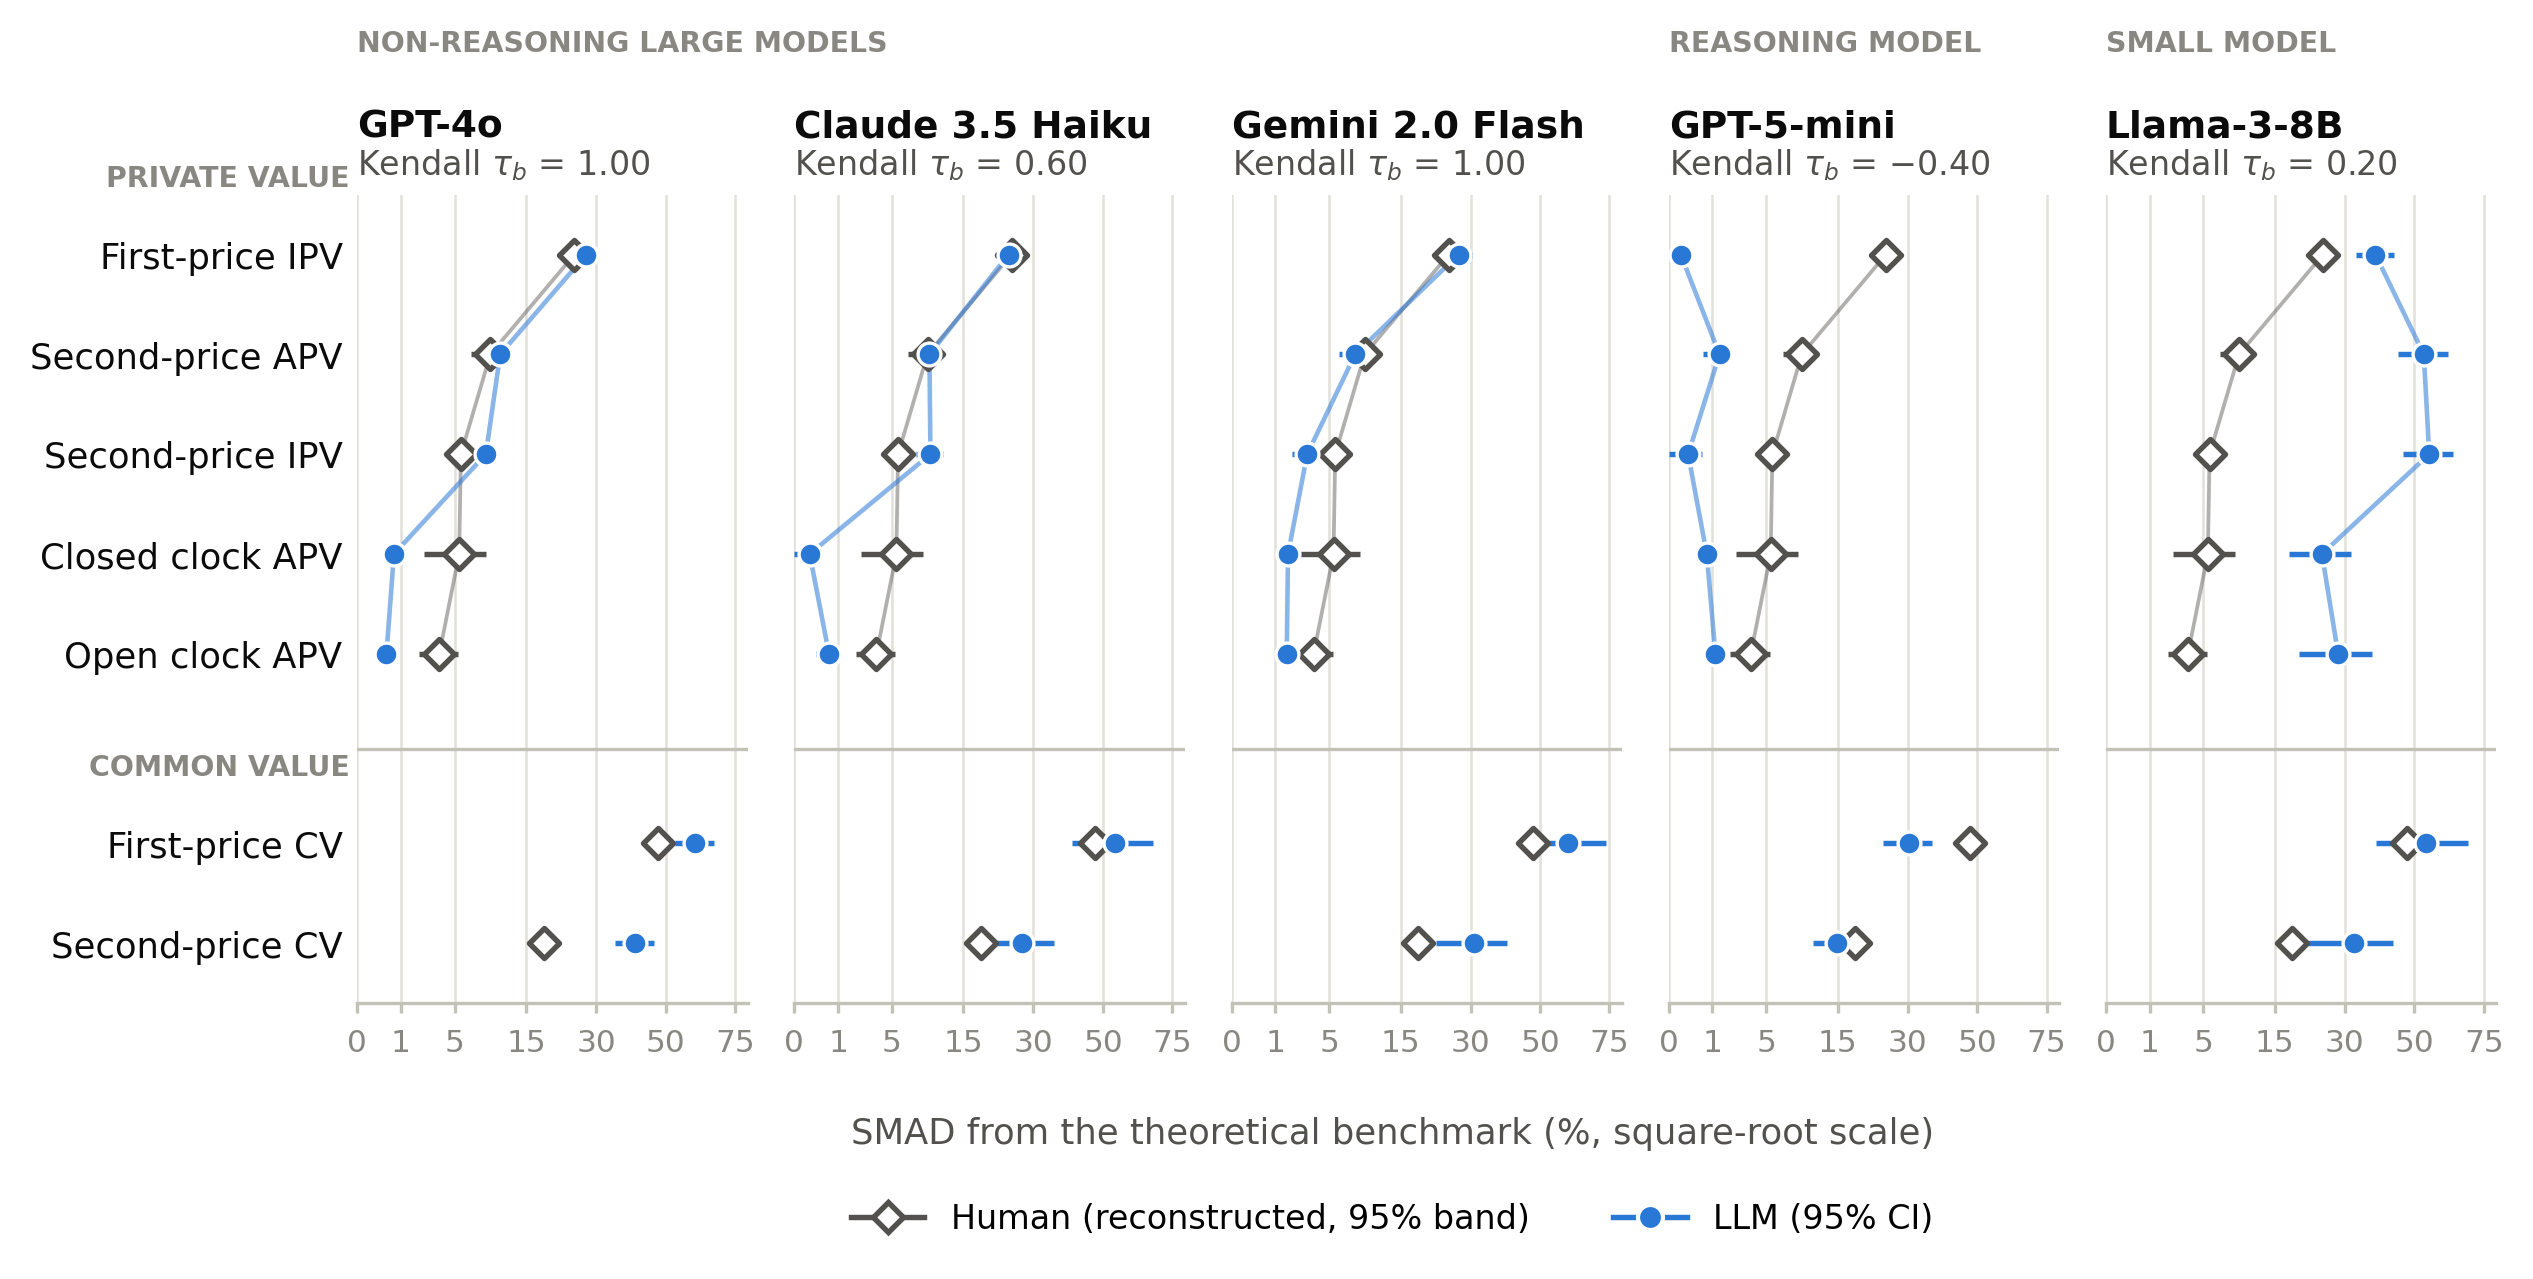 NON-REASONING LARGE MODELS
REASONING MODEL
SMALL MODEL
GPT-4o
Kendall τb = 1.00
Claude 3.5 Haiku
Kendall τb = 0.60
Gemini 2.0 Flash
Kendall τb = 1.00
GPT-5-mini
Kendall τb = −0.40
Llama-3-8B
Kendall τb = 0.20
PRIVATE VALUE
First-price IPV
Second-price APV
Second-price IPV
Closed clock APV
Open clock APV
COMMON VALUE
First-price CV
Second-price CV
0 1 5 15 30 50 75
0 1 5 15 30 50 75
0 1 5 15 30 50 75
0 1 5 15 30 50 75
0 1 5 15 30 50 75
SMAD from the theoretical benchmark (%, square-root scale)
Human (reconstructed, 95% band)
LLM (95% CI)